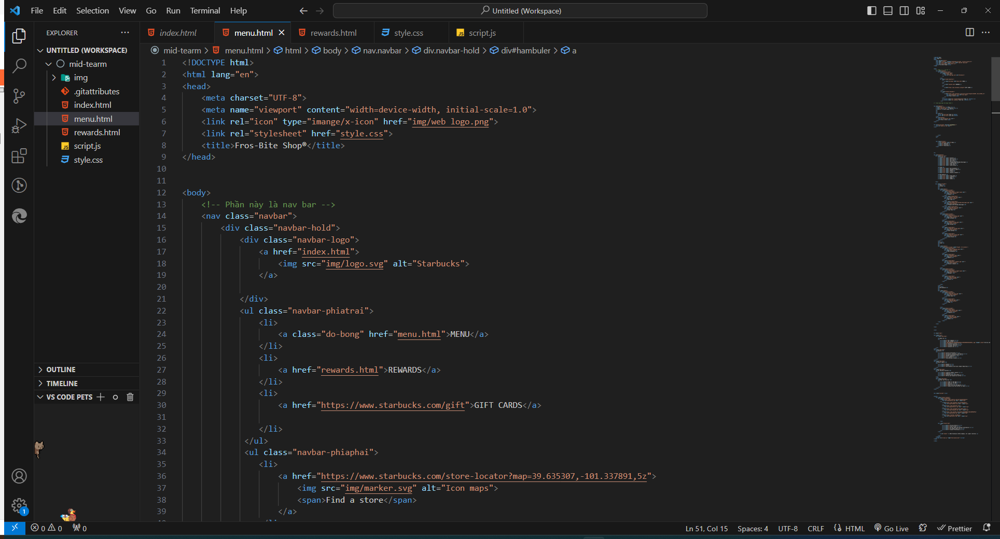 File Edit Selection View Go Run Terminal Help
Untitled (Workspace)
EXPLORER
UNTITLED (WORKSPACE)
mid-tearm
img
.gitattributes
index.html
menu.html
rewards.html
script.js
style.css
OUTLINE
TIMELINE
VS CODE PETS
index.html menu.html rewards.html style.css script.js
mid-tearm > menu.html > html > body > nav.navbar > div.navbar-hold > div#hambuler > a
1 <!DOCTYPE html>
2 <html lang="en">
3 <head>
4 <meta charset="UTF-8">
5 <meta name="viewport" content="width=device-width, initial-scale=1.0">
6 <link rel="icon" type="imange/x-icon" href="img/web logo.png">
7 <link rel="stylesheet" href="style.css">
8 <title>Fros-Bite Shop®</title>
9 </head>
10
11
12 <body>
13 <!-- Phần này là nav bar -->
14 <nav class="navbar">
15 <div class="navbar-hold">
16 <div class="navbar-logo">
17 <a href="index.html">
18 <img src="img/logo.svg" alt="Starbucks">
19 </a>
20
21 </div>
22 <ul class="navbar-phiatrai">
23 <li>
24 <a class="do-bong" href="menu.html">MENU</a>
25 </li>
26 <li>
27 <a href="rewards.html">REWARDS</a>
28 </li>
29 <li>
30 <a href="https://www.starbucks.com/gift">GIFT CARDS</a>
31
32 </li>
33 </ul>
34 <ul class="navbar-phiaphai">
35 <li>
36 <a href="https://www.starbucks.com/store-locator?map=39.635307,-101.337891,5z">
37 <img src="img/marker.svg" alt="Icon maps">
38 <span>Find a store</span>
39 </a>
1
0 0 0
Ln 51, Col 15 Spaces: 4 UTF-8 CRLF HTML Go Live Prettier